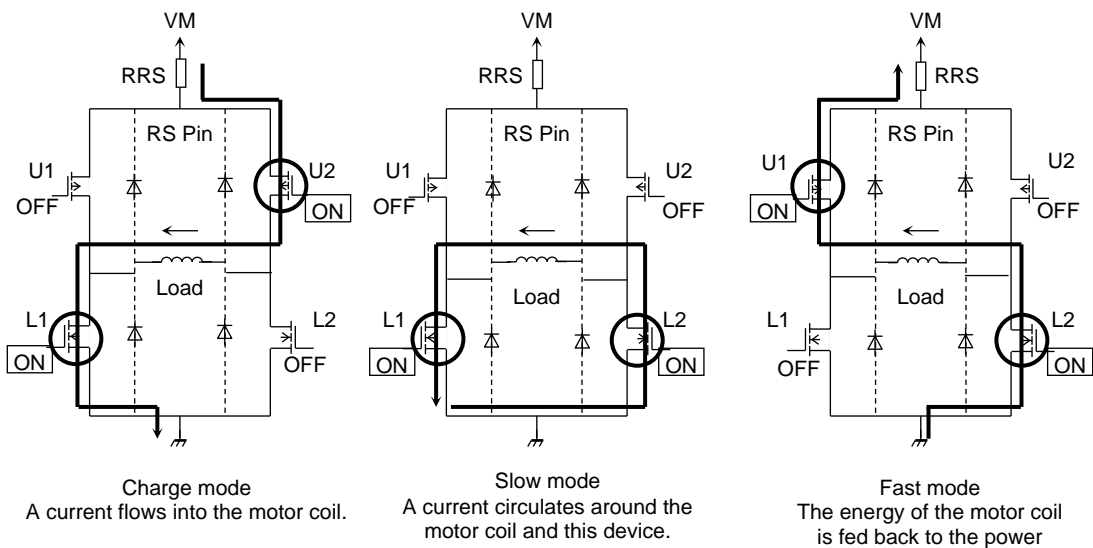 VM
RRS
RS Pin
U1
U2
OFF
ON
Load
L1
L2
ON
OFF
Charge mode
A current flows into the motor coil.
VM
RRS
RS Pin
U1
U2
OFF
OFF
Load
L1
L2
ON
ON
Slow mode
A current circulates around the
motor coil and this device.
VM
RRS
RS Pin
U1
U2
ON
OFF
Load
L1
L2
OFF
ON
Fast mode
The energy of the motor coil
is fed back to the power